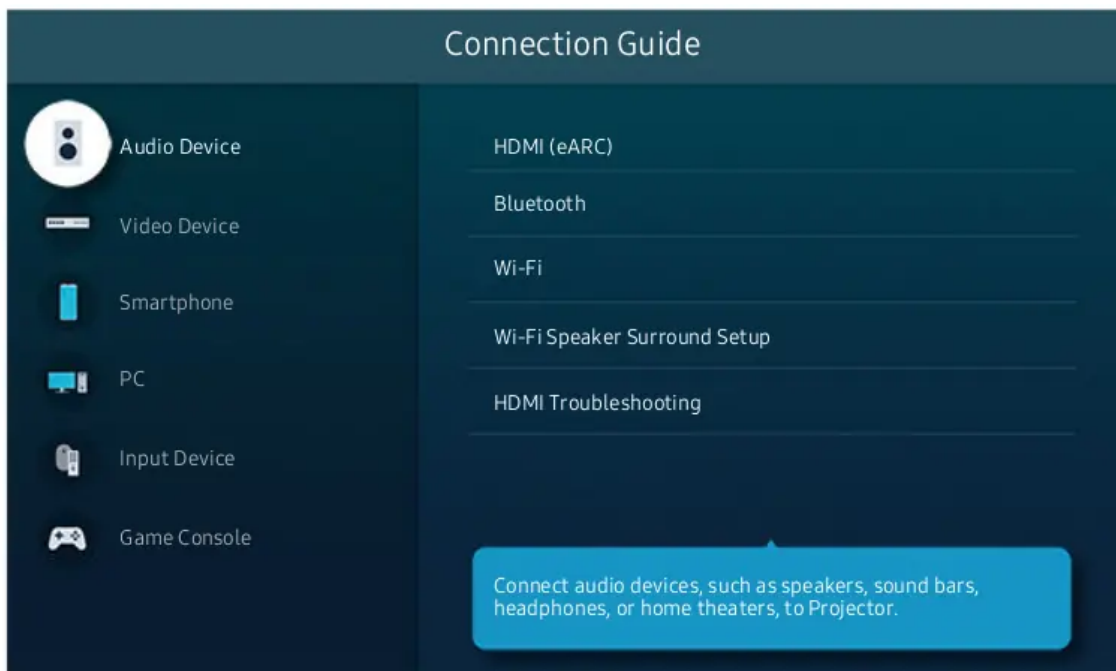 Connection Guide
Audio Device
Video Device
Smartphone
PC
Input Device
Game Console
HDMI (eARC)
Bluetooth
Wi-Fi
Wi-Fi Speaker Surround Setup
HDMI Troubleshooting
Connect audio devices, such as speakers, sound bars,
headphones, or home theaters, to Projector.